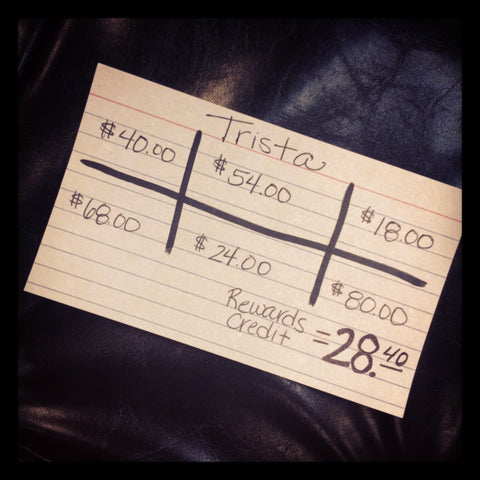 Trista
$40.00 $54.00 $18.00
$68.00 $24.00 $80.00
Rewards
Credit = 28.40